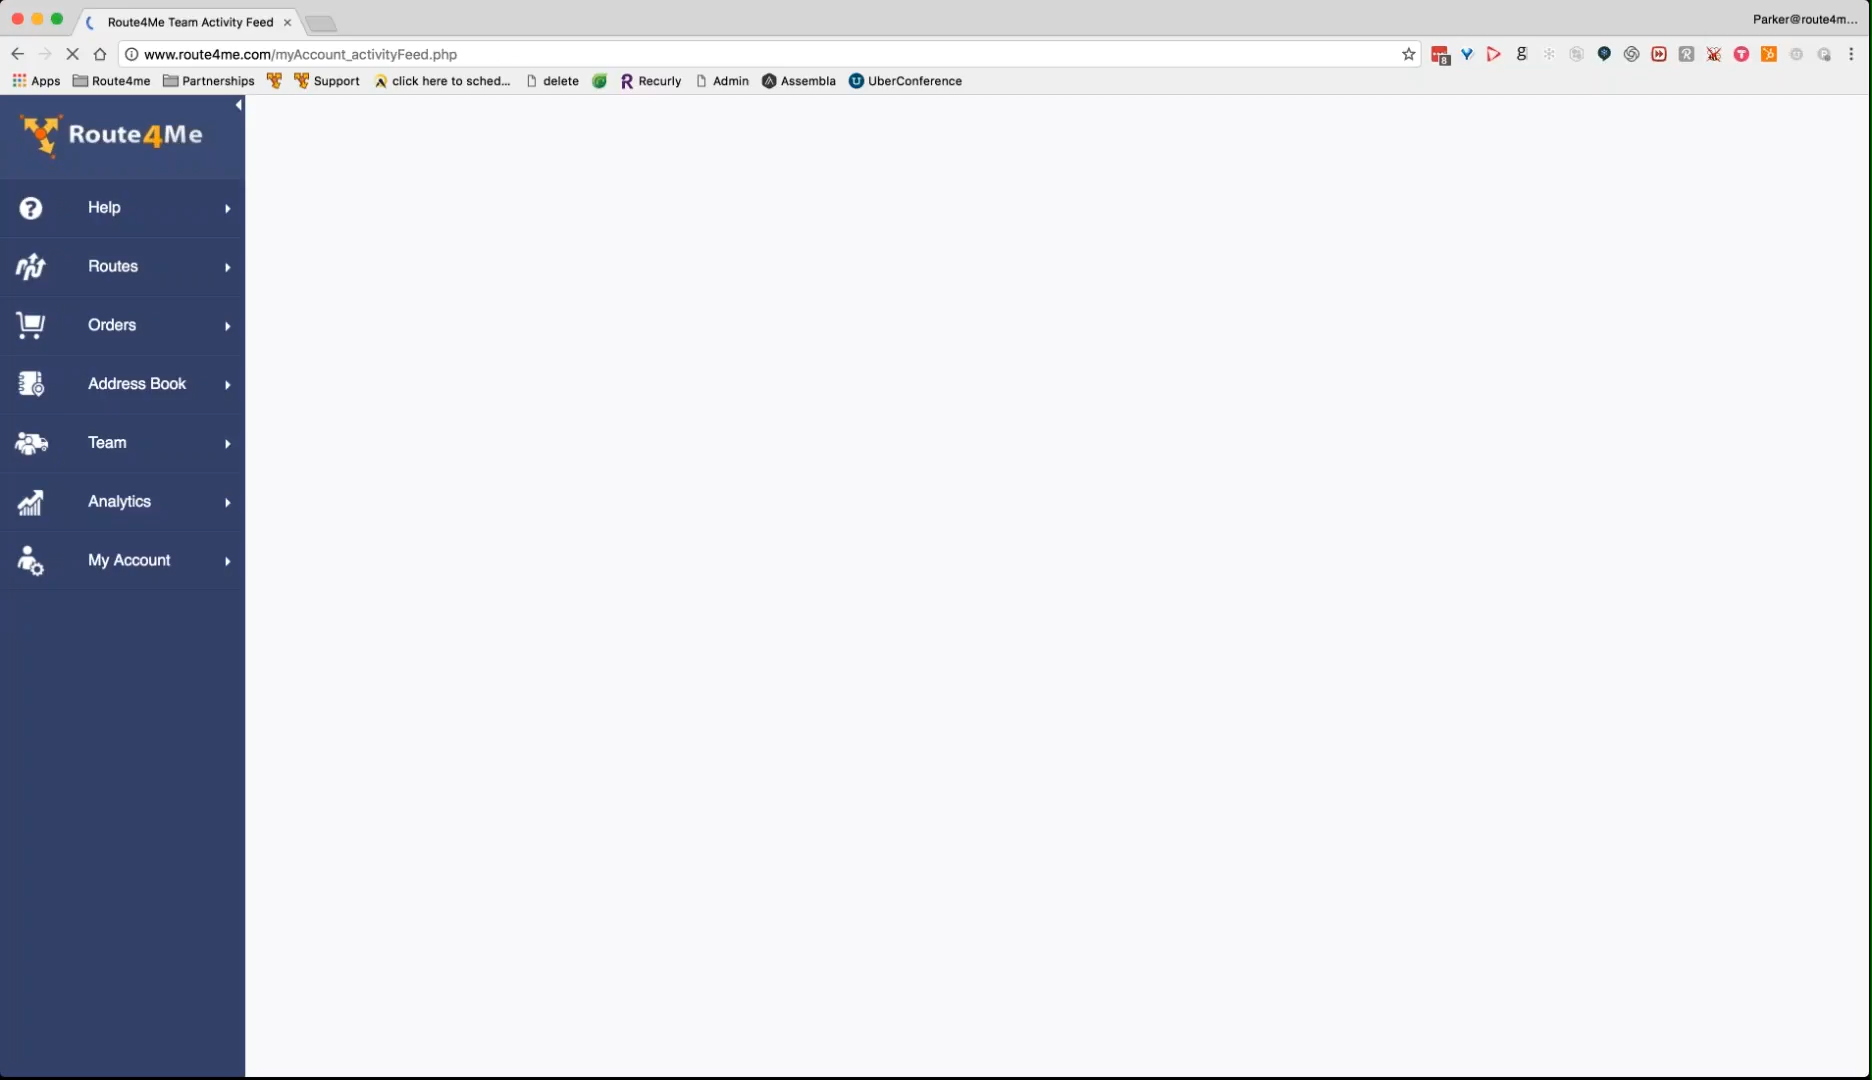 Route4Me Team Activity Feed
Parker@route4m...
www.route4me.com/myAccount_activityFeed.php
8
Apps Route4me Partnerships Support click here to sched... delete Recurly Admin Assembla UberConference
Route4Me
Help
Routes
Orders
Address Book
Team
Analytics
My Account